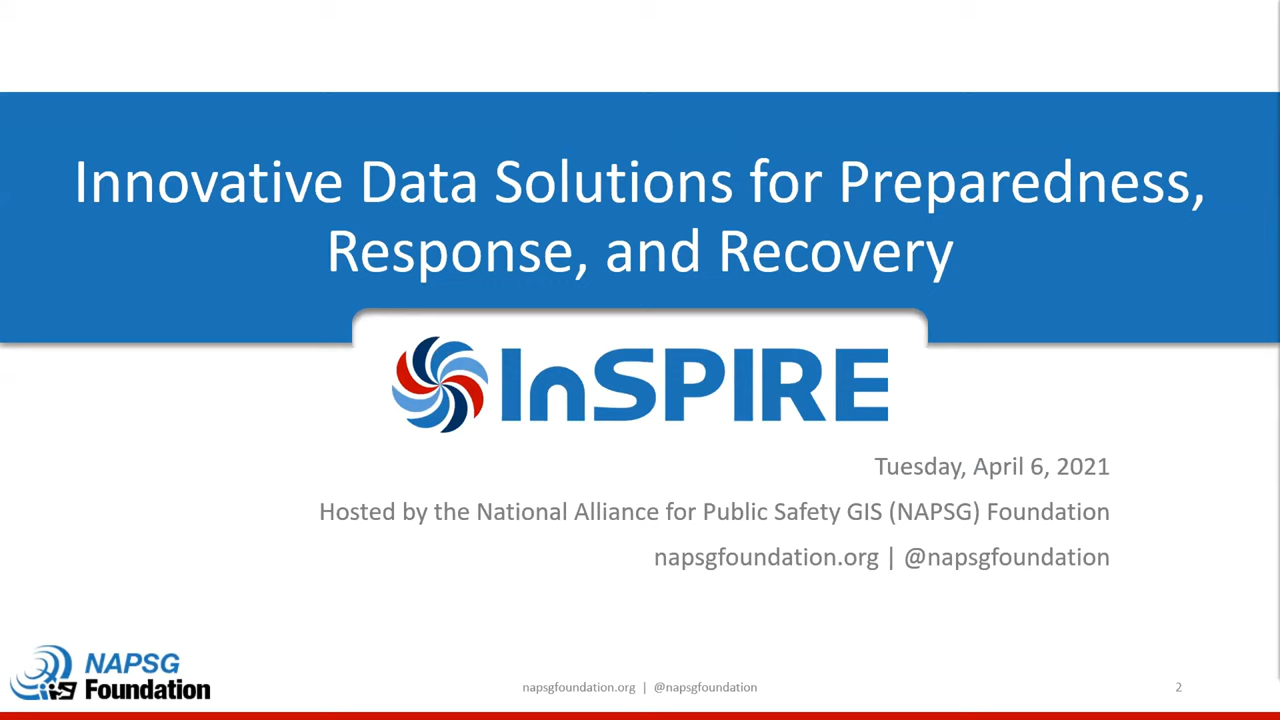 Innovative Data Solutions for Preparedness,
Response, and Recovery
InSPIRE
Tuesday, April 6, 2021
Hosted by the National Alliance for Public Safety GIS (NAPSG) Foundation
napsgfoundation.org | @napsgfoundation
NAPSG
Foundation
napsgfoundation.org | @napsgfoundation
2